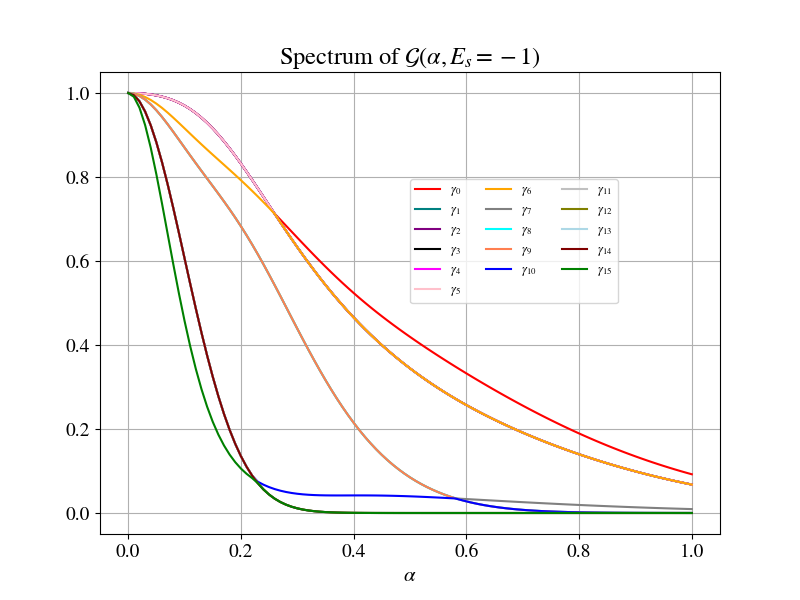 Spectrum of 𝒢(α, E_s = −1)
1.0
0.8
0.6
0.4
0.2
0.0
γ₀ γ₆ γ₁₁
γ₁ γ₇ γ₁₂
γ₂ γ₈ γ₁₃
γ₃ γ₉ γ₁₄
γ₄ γ₁₀ γ₁₅
γ₅
0.0 0.2 0.4 0.6 0.8 1.0
α